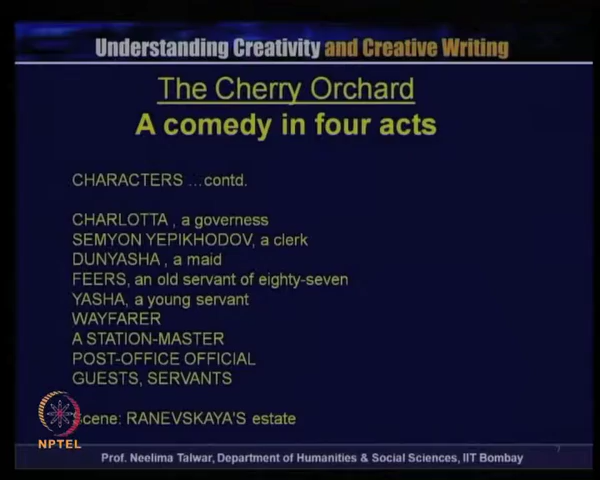 Understanding Creativity and Creative Writing
The Cherry Orchard
A comedy in four acts
CHARACTERS ...contd.
CHARLOTTA , a governess
SEMYON YEPIKHODOV, a clerk
DUNYASHA , a maid
FEERS, an old servant of eighty-seven
YASHA, a young servant
WAYFARER
A STATION-MASTER
POST-OFFICE OFFICIAL
GUESTS, SERVANTS
Scene: RANEVSKAYA'S estate
NPTEL
Prof. Neelima Talwar, Department of Humanities & Social Sciences, IIT Bombay
7